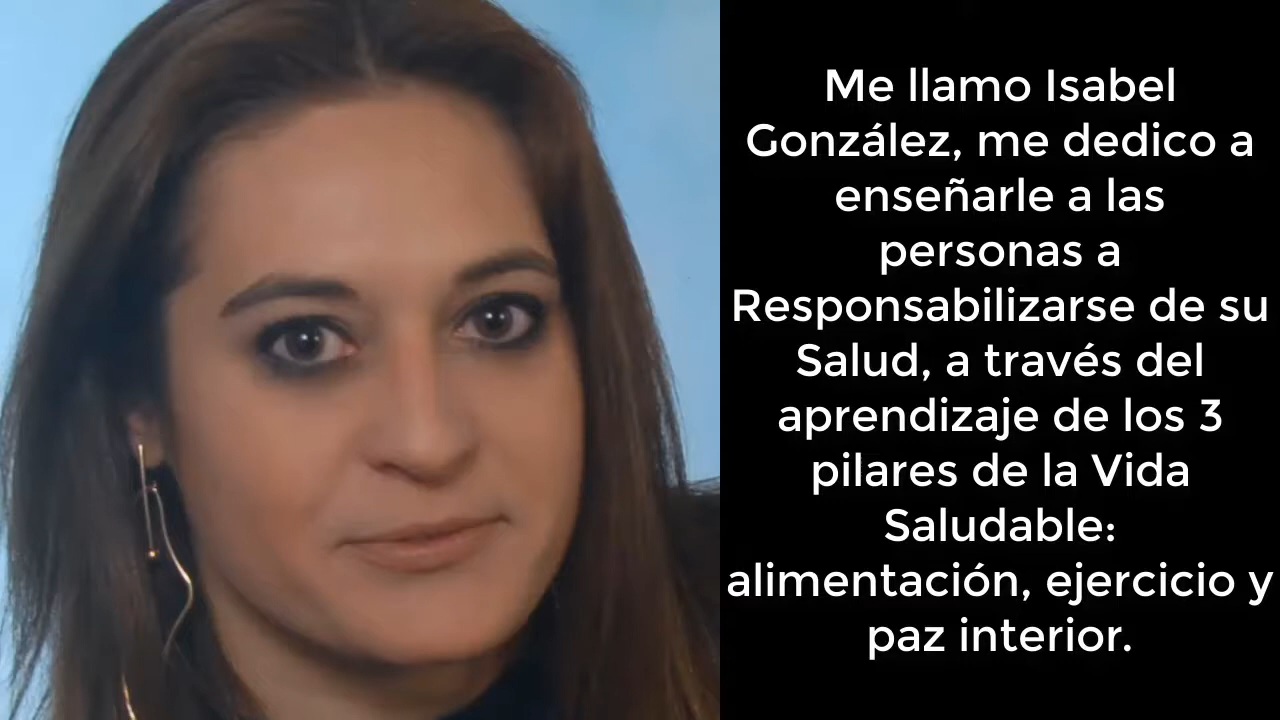 Me llamo Isabel
González, me dedico a
enseñarle a las
personas a
Responsabilizarse de su
Salud, a través del
aprendizaje de los 3
pilares de la Vida
Saludable:
alimentación, ejercicio y
paz interior.